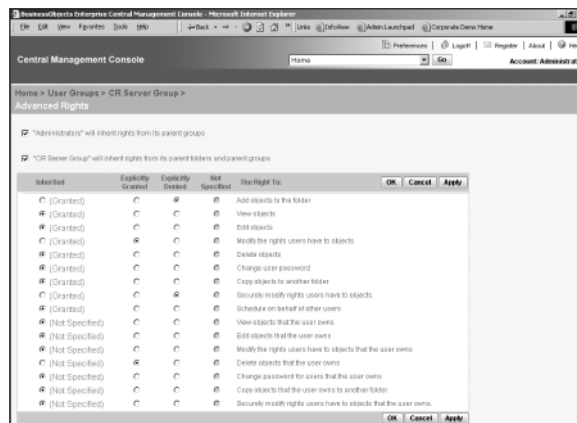 BusinessObjects Enterprise Central Management Console - Microsoft Internet Explorer
File Edit View Favorites Tools Help Back Links InfoView Admin Launchpad Corporate Demo Home
Preferences | Logoff | Register | About | He
Central Management Console Home Go Account: Administrat
Home > User Groups > CR Server Group >
Advanced Rights
"Administrators" will inherit rights from its parent groups
"CR Server Group" will inherit rights from its parent folders and parent groups
Inherited Explicitly Granted Explicitly Denied Not Specified The Right To: OK Cancel Apply
(Granted) Add objects to the folder
(Granted) View objects
(Granted) Edit objects
(Granted) Modify the rights users have to objects
(Granted) Delete objects
(Granted) Change user password
(Granted) Copy objects to another folder
(Granted) Securely modify rights users have to objects.
(Granted) Schedule on behalf of other users
(Not Specified) View objects that the user owns
(Not Specified) Edit objects that the user owns
(Not Specified) Modify the rights users have to objects that the user owns
(Not Specified) Delete objects that the user owns
(Not Specified) Change password for users that the user owns
(Not Specified) Copy objects that the user owns to another folder
(Not Specified) Securely modify rights users have to objects that the user owns.
OK Cancel Apply